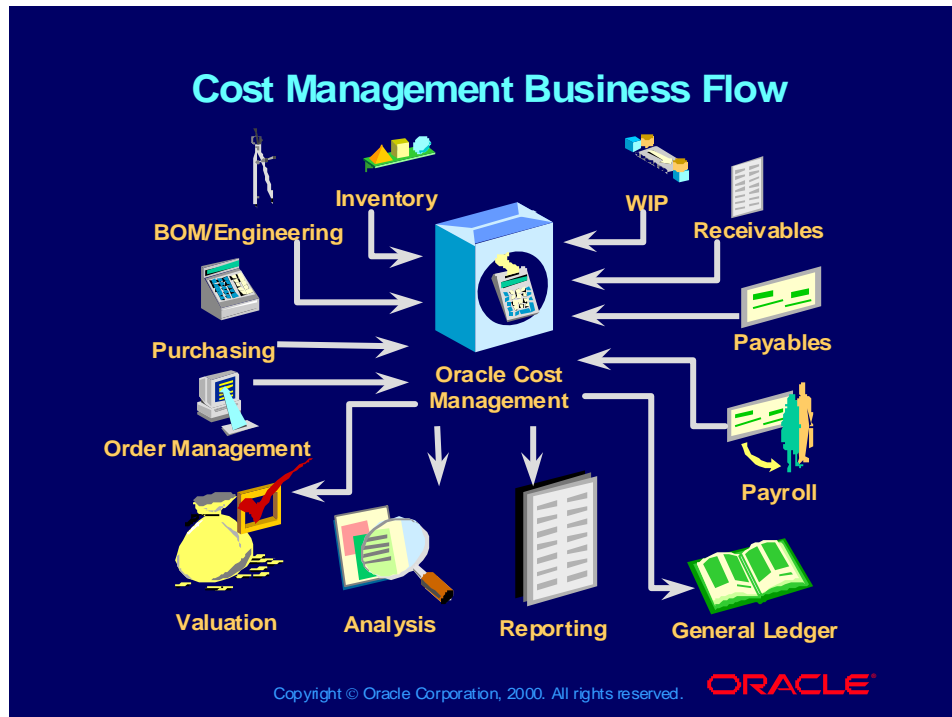 Cost Management Business Flow
Inventory
WIP
BOM/Engineering
Receivables
Purchasing
Payables
Oracle Cost
Management
Order Management
Payroll
Valuation
Analysis
Reporting
General Ledger
Copyright © Oracle Corporation, 2000. All rights reserved.
ORACLE®